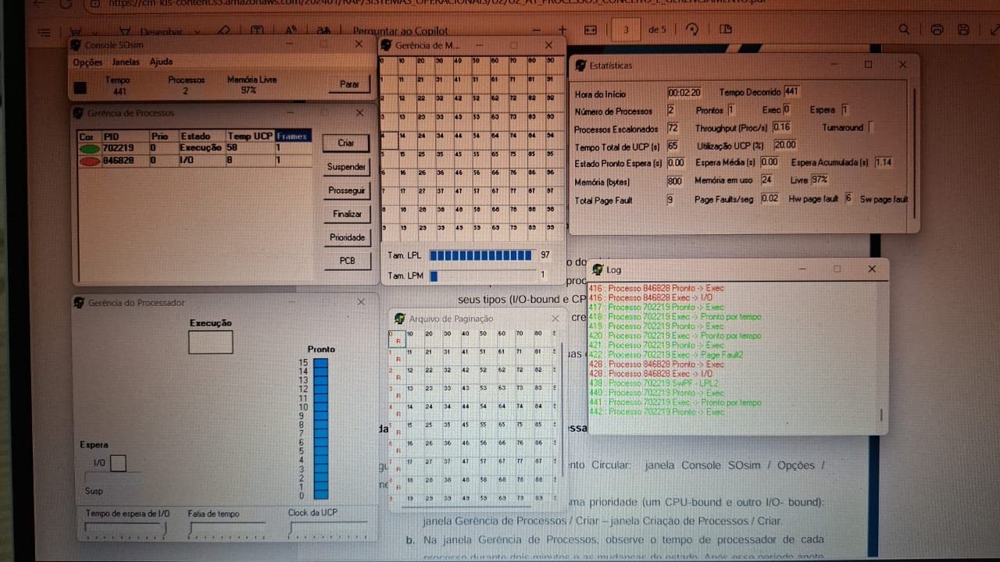 https://cm-kls-content.s3.amazonaws.com/202401/RAP/SISTEMAS_OPERACIONAIS/U2/U2_A1_PROCESSOS_CONCEITO_E_GERENCIAMENTO.pdf
Desenhar
Perguntar ao Copilot
3 de 5
Console SOsim
Opções Janelas Ajuda
Tempo Processos Memória Livre
441 2 97%
Parar
Gerência de Processos
Cor PID Prio Estado Temp UCP Frames
702219 0 Execução 58 1
846828 0 I/O 8 1
Criar
Suspender
Prosseguir
Finalizar
Prioridade
PCB
Gerência de M...
0 10 20 30 40 50 60 70 80 90
1 11 21 31 41 51 61 71 81 91
2 12 22 32 42 52 62 72 82 92
3 13 23 33 43 53 63 73 83 93
4 14 24 34 44 54 64 74 84 94
5 15 25 35 45 55 65 75 85 95
6 16 26 36 46 56 66 76 86 96
7 17 27 37 47 57 67 77 87 97
8 18 28 38 48 58 68 78 88 98
9 19 29 39 49 59 69 79 89 99
Tam. LPL 97
Tam. LPM 1
Estatísticas
Hora do Início 00:02:20 Tempo Decorrido 441
Número de Processos 2 Prontos 1 Exec 0 Espera 1
Processos Escalonados 72 Throughput (Proc/s) 0.16 Turnaround
Tempo Total de UCP (s) 65 Utilização UCP (%) 20.00
Estado Pronto Espera (s) 0.00 Espera Média (s) 0.00 Espera Acumulada (s) 1.14
Memória (bytes) 800 Memória em uso 24 Livre 97%
Total Page Fault 9 Page Faults/seg 0.02 Hw page fault 6 Sw page fault
Gerência do Processador
Execução
Pronto
15
14
13
12
11
10
9
8
7
6
5
4
3
2
1
0
Espera
I/O
Susp
Tempo de espera de I/O Fatia de tempo Clock da UCP
seus tipos (I/O-bound e CP
Arquivo de Paginação
0 10 20 30 40 50 60 70 80
R
1 11 21 31 41 51 61 71 81
R
2 12 22 32 42 52 62 72 82
R
3 13 23 33 43 53 63 73 83
R
4 14 24 34 44 54 64 74 84
R
5 15 25 35 45 55 65 75 85
R
6 16 26 36 46 56 66 76 86
R
7 17 27 37 47 57 67 77 87
R
8 18 28 38 48 58 68 78 88
R
9 19 29 39 49 59 69 79 89
Log
416 : Processo 846828 Pronto -> Exec
416 : Processo 846828 Exec -> I/O
417 : Processo 702219 Pronto -> Exec
418 : Processo 702219 Exec -> Pronto por tempo
419 : Processo 702219 Pronto -> Exec
420 : Processo 702219 Exec -> Pronto por tempo
421 : Processo 702219 Pronto -> Exec
422 : Processo 702219 Exec -> Page Fault2
428 : Processo 846828 Pronto -> Exec
428 : Processo 846828 Exec -> I/O
439 : Processo 702219 SwPF - LPL2
440 : Processo 702219 Pronto -> Exec
441 : Processo 702219 Exec -> Pronto por tempo
442 : Processo 702219 Pronto -> Exec
nto Circular: janela Console SOsim / Opções /
ma prioridade (um CPU-bound e outro I/O- bound):
janela Gerência de Processos / Criar – janela Criação de Processos / Criar.
b. Na janela Gerência de Processos, observe o tempo de processador de cada
processo durante dois minutos e as mudanças de estado. Após esse período anote